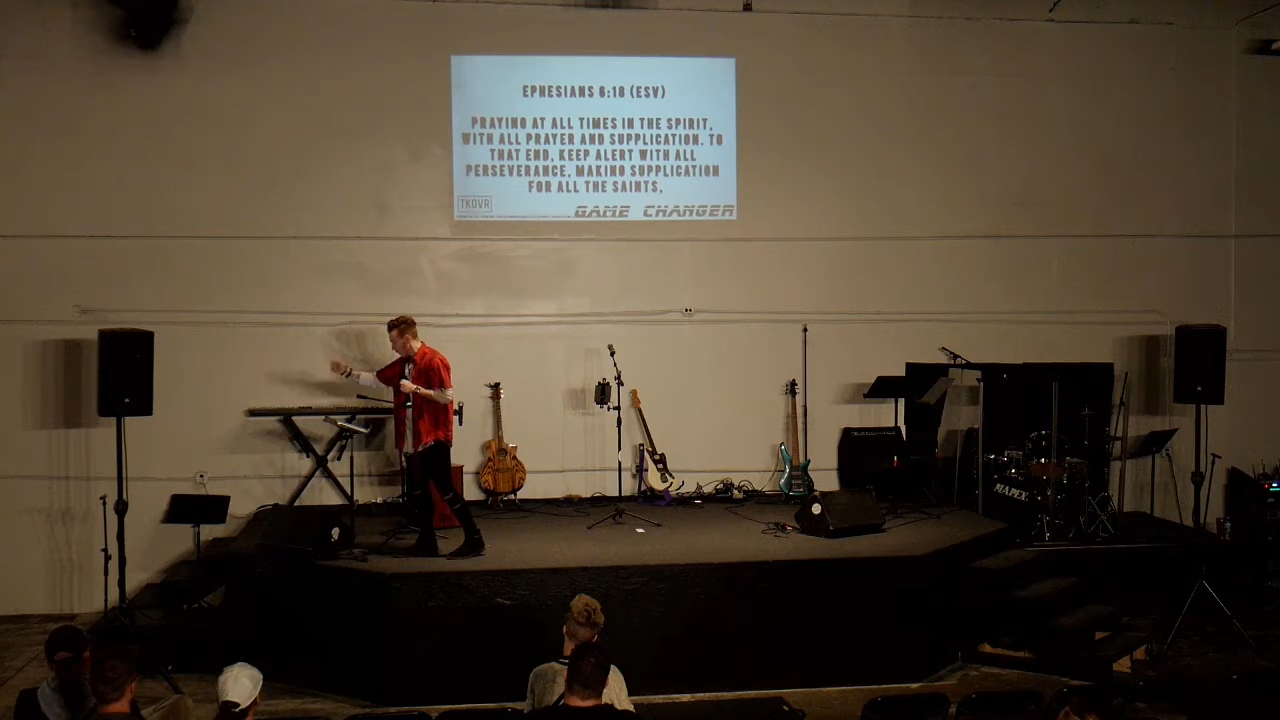 EPHESIANS 6:18 (ESV)
PRAYING AT ALL TIMES IN THE SPIRIT,
WITH ALL PRAYER AND SUPPLICATION. TO
THAT END, KEEP ALERT WITH ALL
PERSEVERANCE, MAKING SUPPLICATION
FOR ALL THE SAINTS,
TKOVR
GAME CHANGER
MAPEX